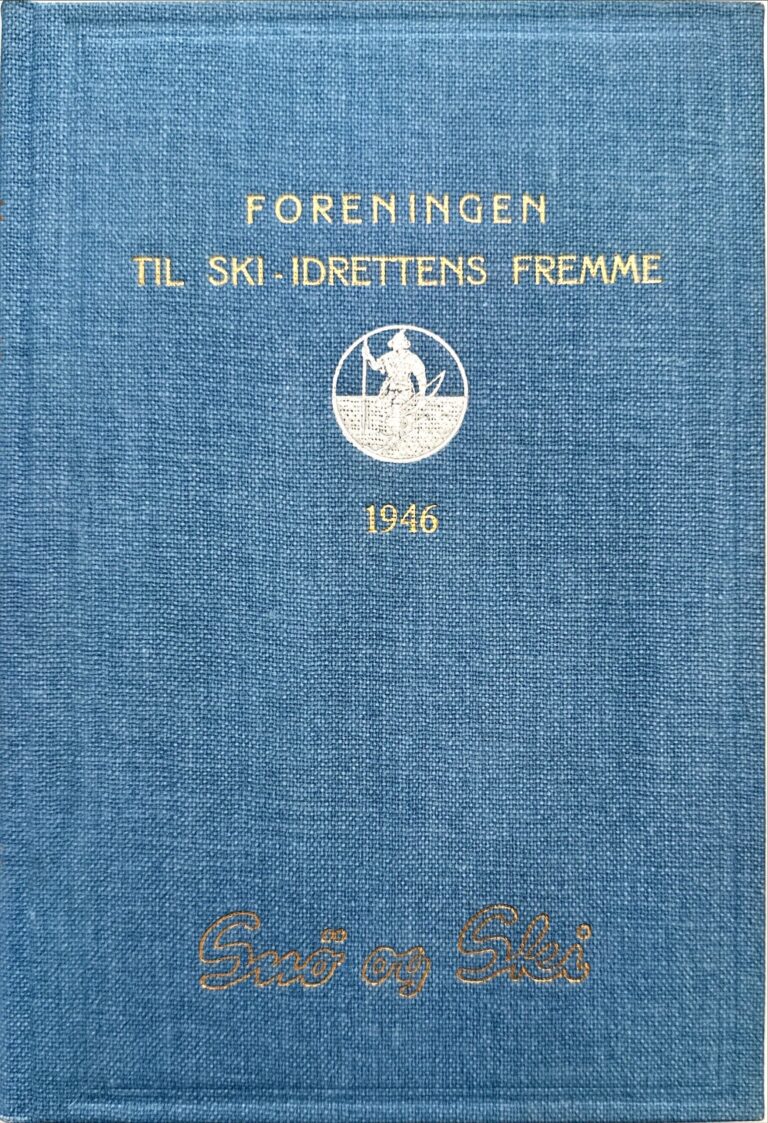 FORENINGEN
TIL SKI-IDRETTENS FREMME
1946
Snö og Ski